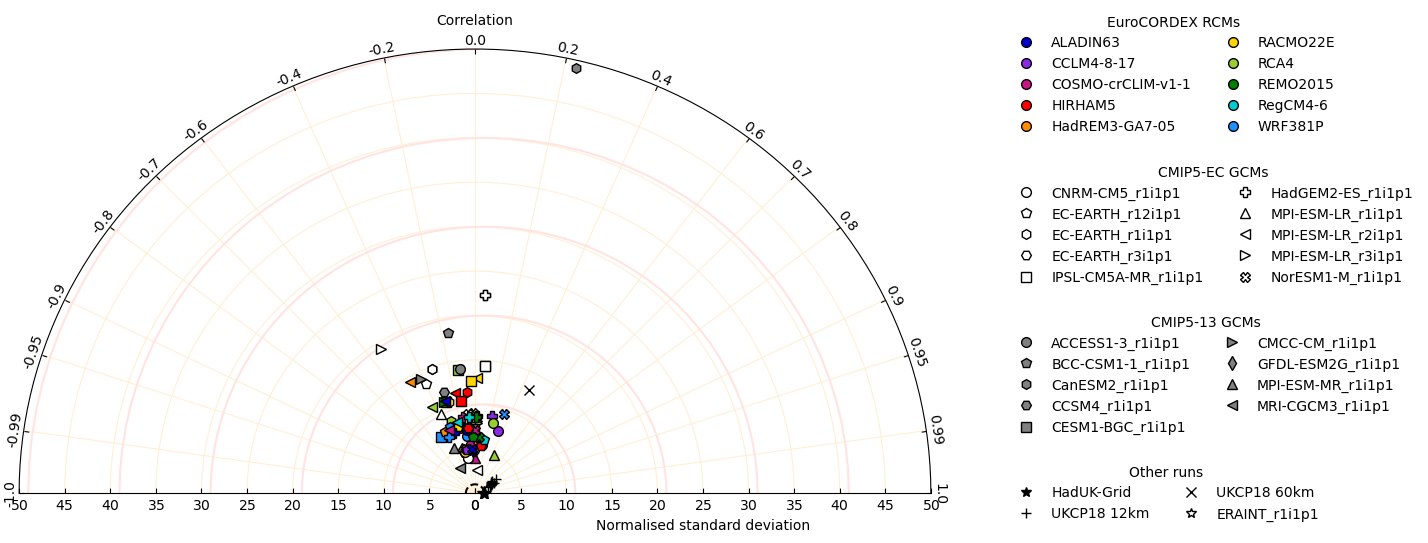 Correlation
-1.0
-0.99
-0.95
-0.9
-0.8
-0.7
-0.6
-0.4
-0.2
0.0
0.2
0.4
0.6
0.7
0.8
0.9
0.95
0.99
1.0
50 45 40 35 30 25 20 15 10 5 0 5 10 15 20 25 30 35 40 45 50
Normalised standard deviation
EuroCORDEX RCMs
ALADIN63 RACMO22E
CCLM4-8-17 RCA4
COSMO-crCLIM-v1-1 REMO2015
HIRHAM5 RegCM4-6
HadREM3-GA7-05 WRF381P
CMIP5-EC GCMs
CNRM-CM5_r1i1p1 HadGEM2-ES_r1i1p1
EC-EARTH_r12i1p1 MPI-ESM-LR_r1i1p1
EC-EARTH_r1i1p1 MPI-ESM-LR_r2i1p1
EC-EARTH_r3i1p1 MPI-ESM-LR_r3i1p1
IPSL-CM5A-MR_r1i1p1 NorESM1-M_r1i1p1
CMIP5-13 GCMs
ACCESS1-3_r1i1p1 CMCC-CM_r1i1p1
BCC-CSM1-1_r1i1p1 GFDL-ESM2G_r1i1p1
CanESM2_r1i1p1 MPI-ESM-MR_r1i1p1
CCSM4_r1i1p1 MRI-CGCM3_r1i1p1
CESM1-BGC_r1i1p1
Other runs
HadUK-Grid UKCP18 60km
UKCP18 12km ERAINT_r1i1p1